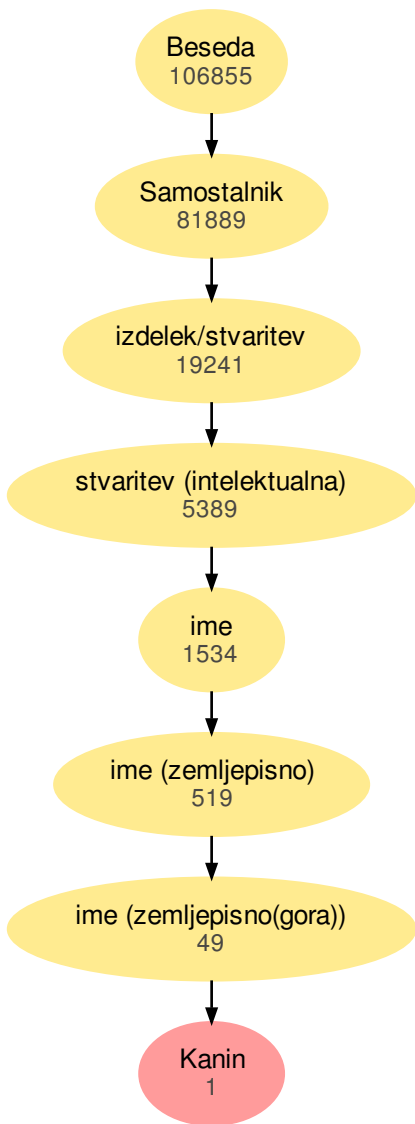 Beseda
106855
Samostalnik
81889
izdelek/stvaritev
19241
stvaritev (intelektualna)
5389
ime
1534
ime (zemljepisno)
519
ime (zemljepisno(gora))
49
Kanin
1